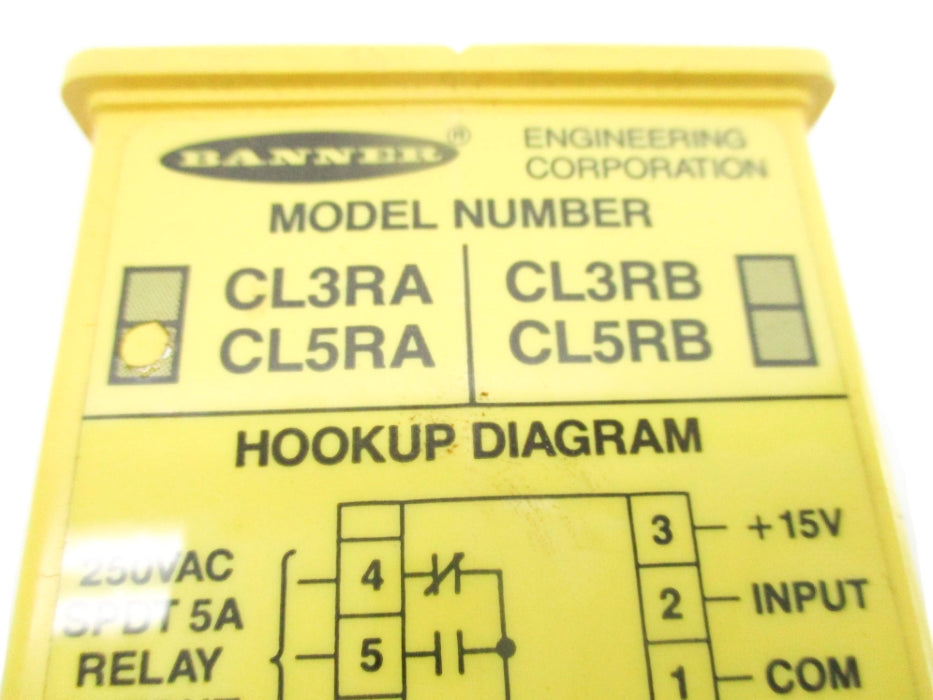 BANNER®
ENGINEERING
CORPORATION
MODEL NUMBER
CL3RA
CL5RA
CL3RB
CL5RB
HOOKUP DIAGRAM
250VAC
SPDT 5A
RELAY
4
5
3 +15V
2 INPUT
1 COM